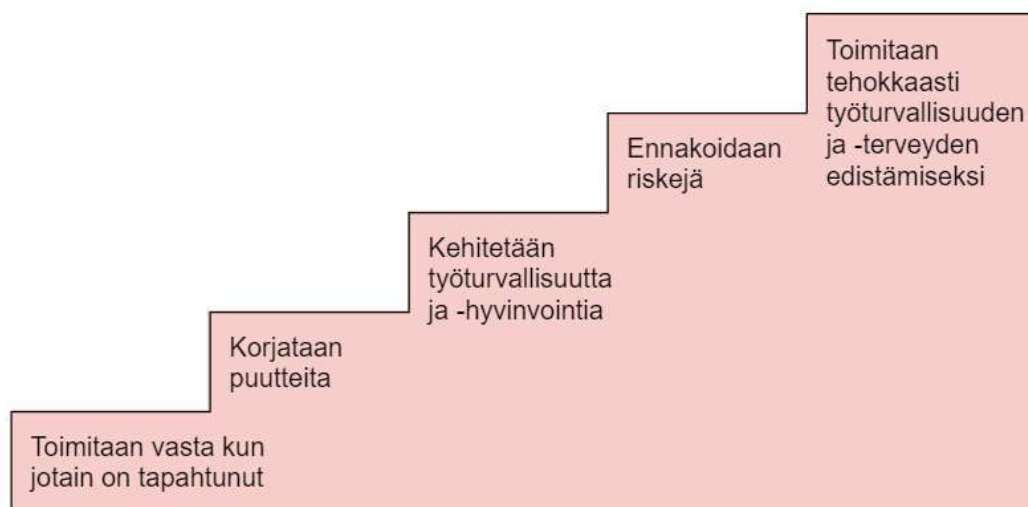 Toimitaan vasta kun
jotain on tapahtunut
Korjataan
puutteita
Kehitetään
työturvallisuutta
ja -hyvinvointia
Ennakoidaan
riskejä
Toimitaan
tehokkaasti
työturvallisuuden
ja -terveyden
edistämiseksi